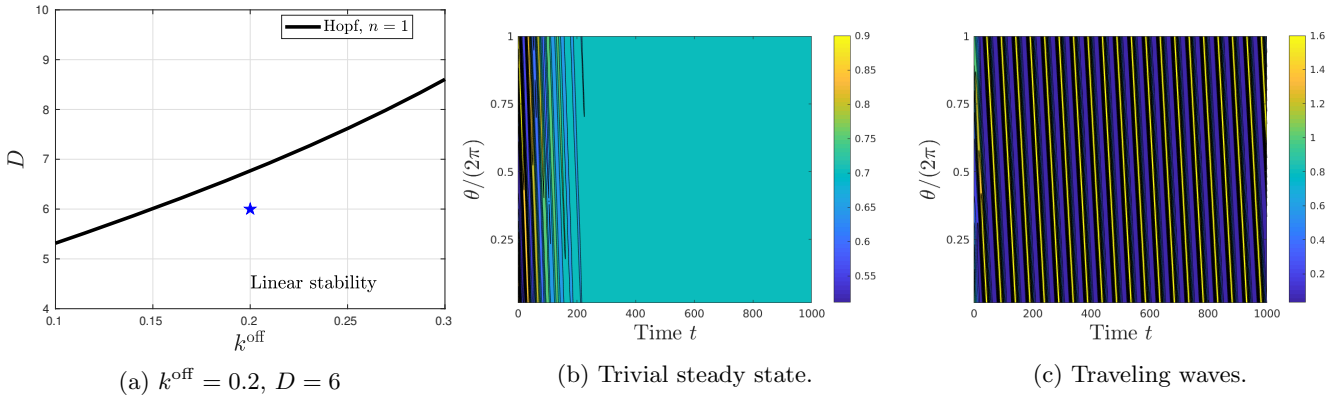 10
9
8
7
6
5
4
D
0.1 0.15 0.2 0.25 0.3
k^off
Hopf, n = 1
Linear stability
(a) k^off = 0.2, D = 6
1
0.75
0.5
0.25
θ/(2π)
0 200 400 600 800 1000
Time t
0.9
0.85
0.8
0.75
0.7
0.65
0.6
0.55
(b) Trivial steady state.
1
0.75
0.5
0.25
θ/(2π)
0 200 400 600 800 1000
Time t
1.6
1.4
1.2
1
0.8
0.6
0.4
0.2
(c) Traveling waves.